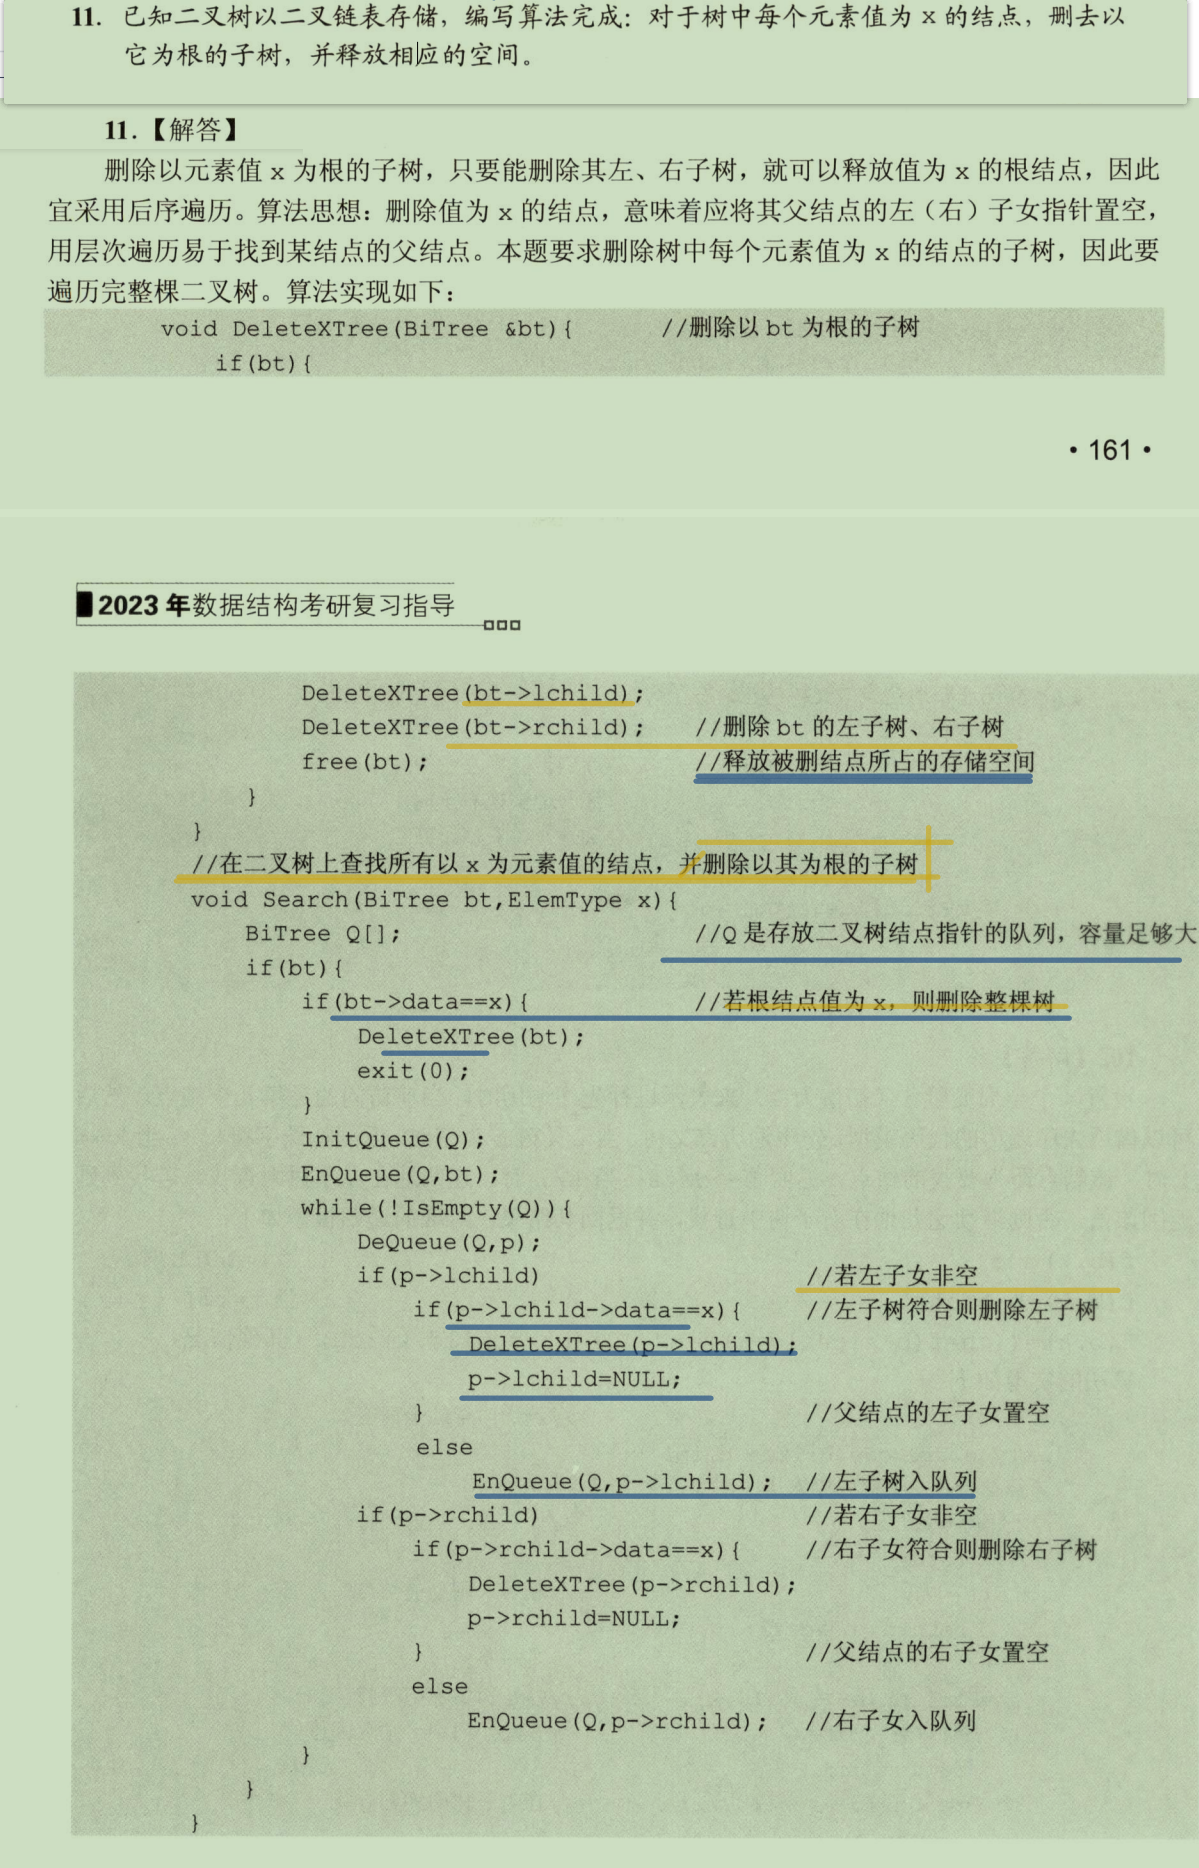 11. 已知二叉树以二叉链表存储，编写算法完成：对于树中每个元素值为 x 的结点，删去以
它为根的子树，并释放相应的空间。
11.【解答】
删除以元素值 x 为根的子树，只要能删除其左、右子树，就可以释放值为 x 的根结点，因此
宜采用后序遍历。算法思想：删除值为 x 的结点，意味着应将其父结点的左（右）子女指针置空，
用层次遍历易于找到某结点的父结点。本题要求删除树中每个元素值为 x 的结点的子树，因此要
遍历完整棵二叉树。算法实现如下：
void DeleteXTree(BiTree &bt){ //删除以 bt 为根的子树
if(bt){
·161·
2023 年数据结构考研复习指导
DeleteXTree(bt->lchild);
DeleteXTree(bt->rchild); //删除 bt 的左子树、右子树
free(bt); //释放被删结点所占的存储空间
}
}
//在二叉树上查找所有以 x 为元素值的结点，并删除以其为根的子树
void Search(BiTree bt,ElemType x){
BiTree Q[]; //Q 是存放二叉树结点指针的队列，容量足够大
if(bt){
if(bt->data==x){ //若根结点值为 x，则删除整棵树
DeleteXTree(bt);
exit(0);
}
InitQueue(Q);
EnQueue(Q,bt);
while(!IsEmpty(Q)){
DeQueue(Q,p);
if(p->lchild) //若左子女非空
if(p->lchild->data==x){ //左子树符合则删除左子树
DeleteXTree(p->lchild);
p->lchild=NULL;
} //父结点的左子女置空
else
EnQueue(Q,p->lchild); //左子树入队列
if(p->rchild) //若右子女非空
if(p->rchild->data==x){ //右子女符合则删除右子树
DeleteXTree(p->rchild);
p->rchild=NULL;
} //父结点的右子女置空
else
EnQueue(Q,p->rchild); //右子女入队列
}
}
}